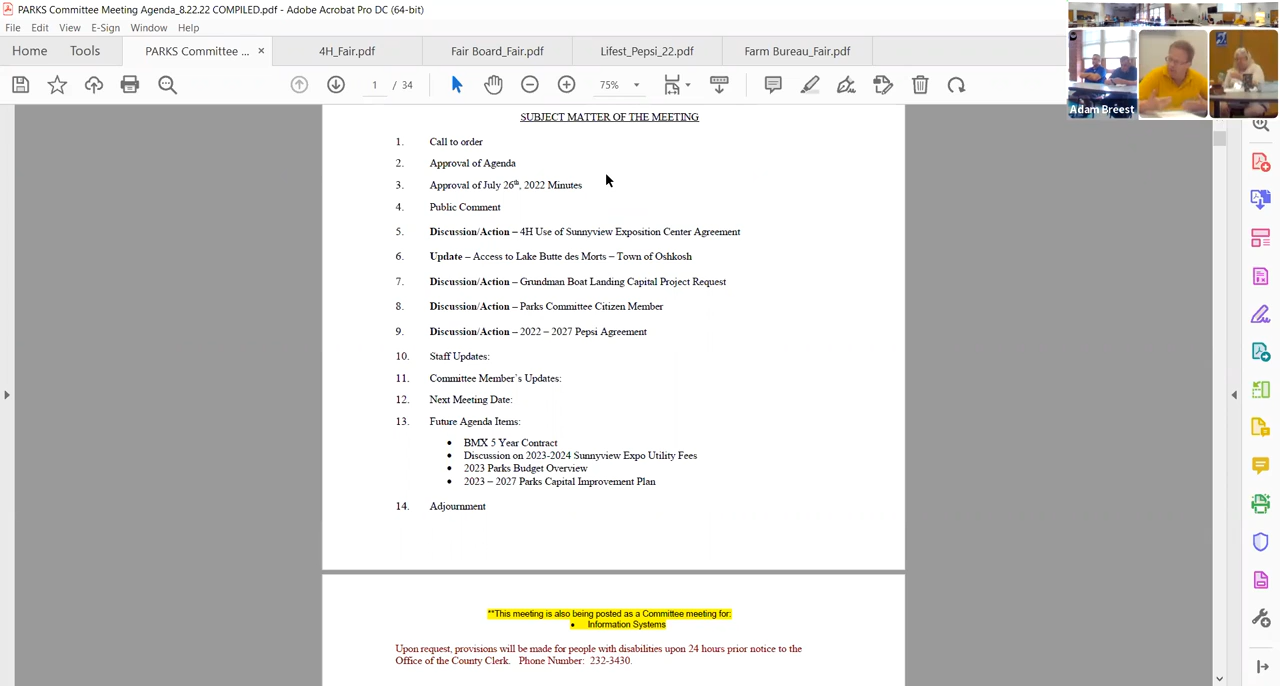 PARKS Committee Meeting Agenda_8.22.22 COMPILED.pdf - Adobe Acrobat Pro DC (64-bit)
File Edit View E-Sign Window Help
Home Tools PARKS Committee ... × 4H_Fair.pdf Fair Board_Fair.pdf Lifest_Pepsi_22.pdf Farm Bureau_Fair.pdf
1 / 34 75%
Adam Breest
SUBJECT MATTER OF THE MEETING
1. Call to order
2. Approval of Agenda
3. Approval of July 26th, 2022 Minutes
4. Public Comment
5. Discussion/Action – 4H Use of Sunnyview Exposition Center Agreement
6. Update – Access to Lake Butte des Morts – Town of Oshkosh
7. Discussion/Action – Grundman Boat Landing Capital Project Request
8. Discussion/Action – Parks Committee Citizen Member
9. Discussion/Action – 2022 – 2027 Pepsi Agreement
10. Staff Updates:
11. Committee Member's Updates:
12. Next Meeting Date:
13. Future Agenda Items:
• BMX 5 Year Contract
• Discussion on 2023-2024 Sunnyview Expo Utility Fees
• 2023 Parks Budget Overview
• 2023 – 2027 Parks Capital Improvement Plan
14. Adjournment
**This meeting is also being posted as a Committee meeting for:
• Information Systems
Upon request, provisions will be made for people with disabilities upon 24 hours prior notice to the
Office of the County Clerk. Phone Number: 232-3430.